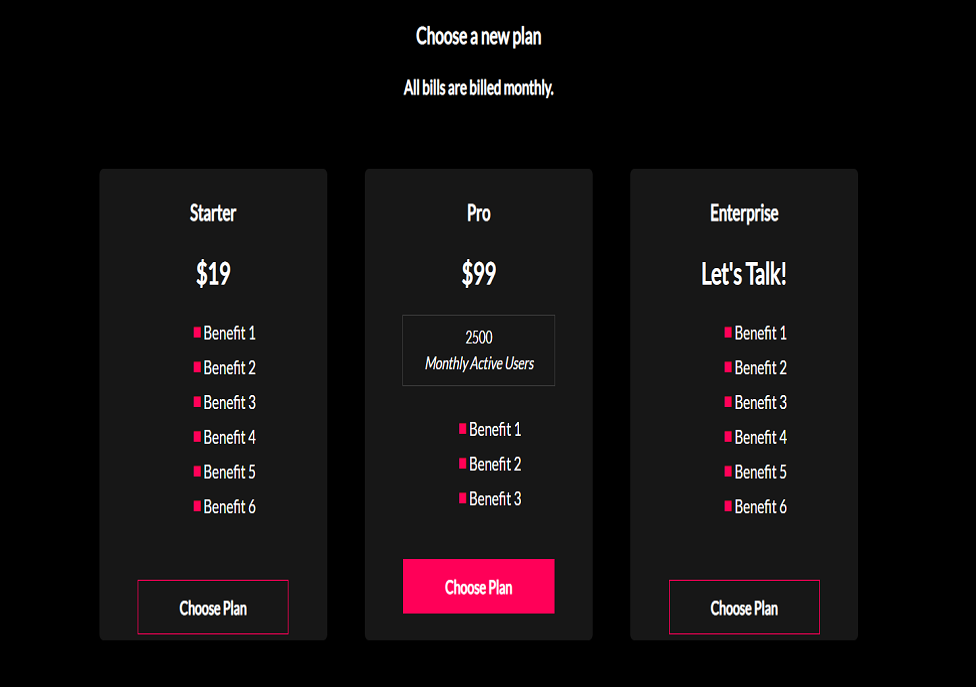 Choose a new plan
All bills are billed monthly.
Starter
$19
Benefit 1
Benefit 2
Benefit 3
Benefit 4
Benefit 5
Benefit 6
Choose Plan
Pro
$99
2500
Monthly Active Users
Benefit 1
Benefit 2
Benefit 3
Choose Plan
Enterprise
Let's Talk!
Benefit 1
Benefit 2
Benefit 3
Benefit 4
Benefit 5
Benefit 6
Choose Plan